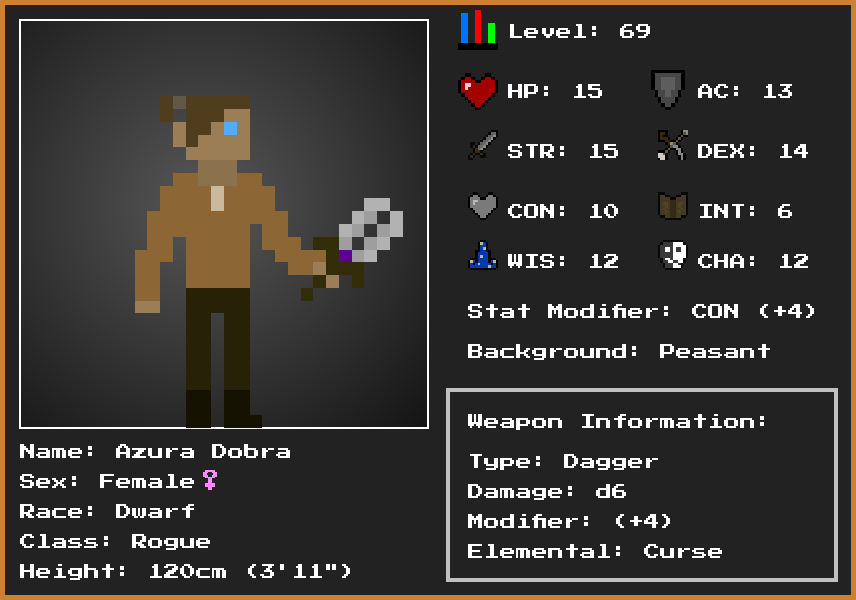 Level: 69
HP: 15
AC: 13
STR: 15
DEX: 14
CON: 10
INT: 6
WIS: 12
CHA: 12
Stat Modifier: CON (+4)
Background: Peasant
Weapon Information:
Type: Dagger
Damage: d6
Modifier: (+4)
Elemental: Curse
Name: Azura Dobra
Sex: Female♀
Race: Dwarf
Class: Rogue
Height: 120cm (3'11")